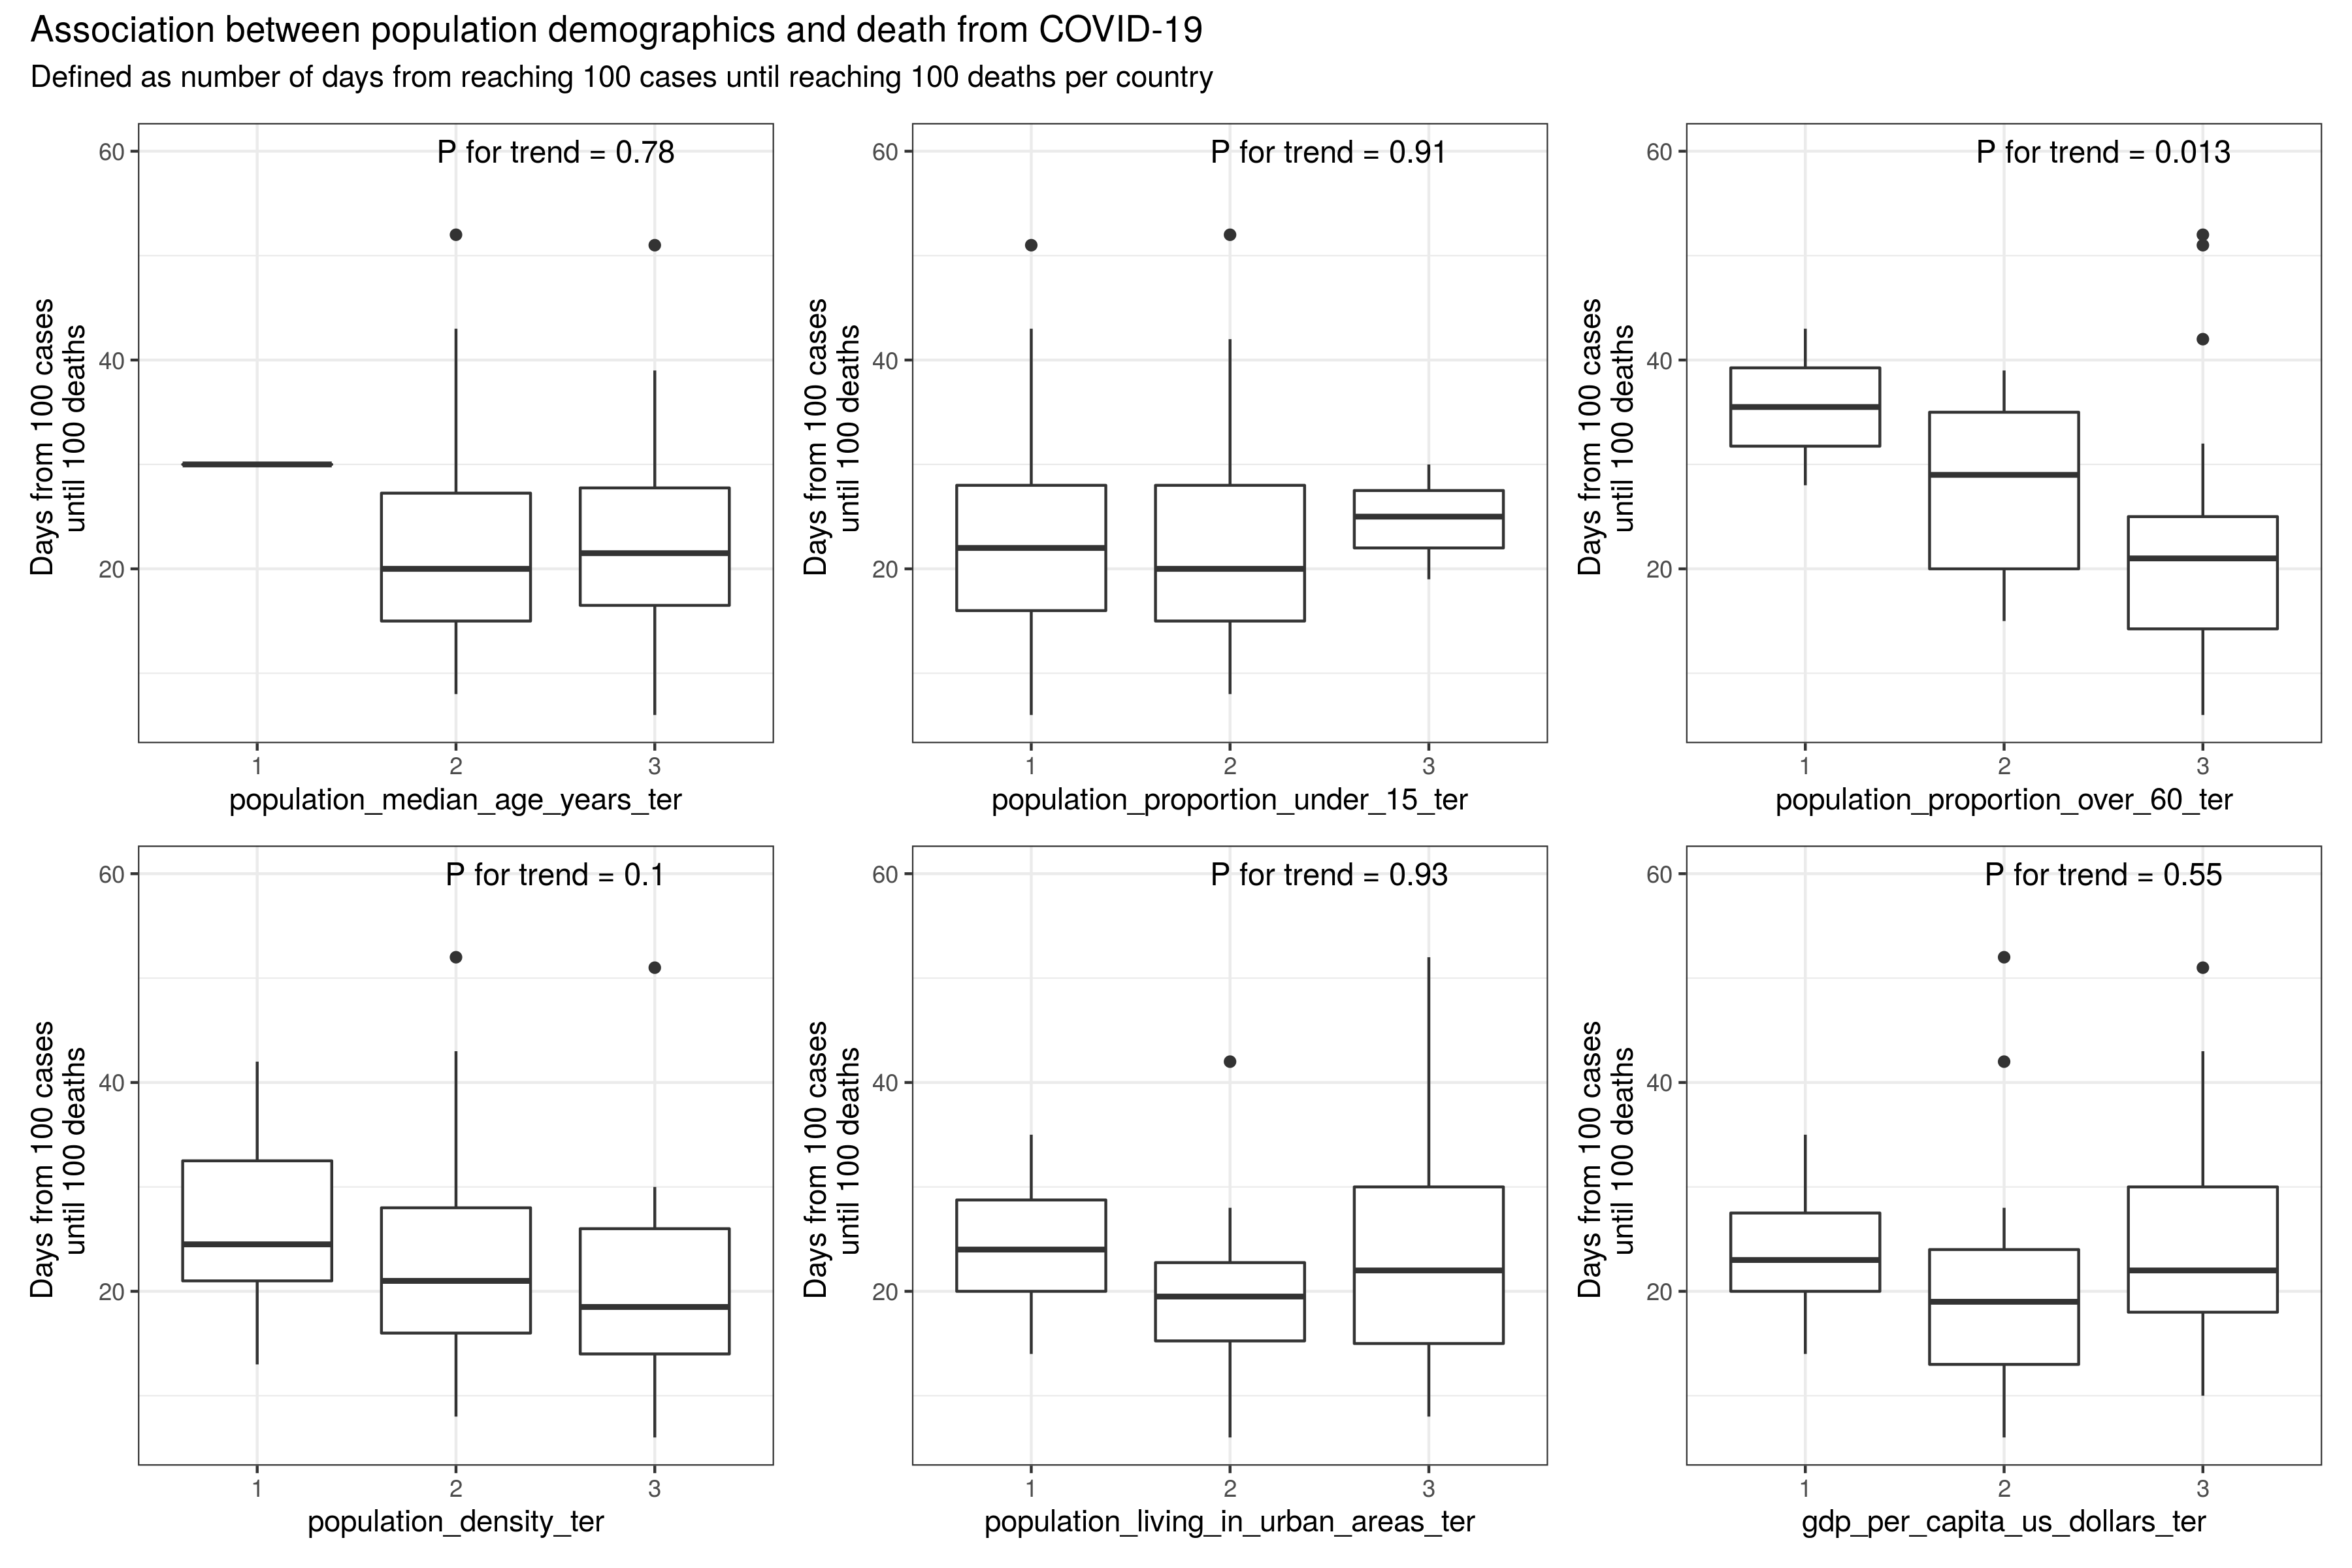 Association between population demographics and death from COVID-19
Defined as number of days from reaching 100 cases until reaching 100 deaths per country
P for trend = 0.78
60
40
20
Days from 100 cases
until 100 deaths
1 2 3
population_median_age_years_ter
P for trend = 0.91
60
40
20
Days from 100 cases
until 100 deaths
1 2 3
population_proportion_under_15_ter
P for trend = 0.013
60
40
20
Days from 100 cases
until 100 deaths
1 2 3
population_proportion_over_60_ter
P for trend = 0.1
60
40
20
Days from 100 cases
until 100 deaths
1 2 3
population_density_ter
P for trend = 0.93
60
40
20
Days from 100 cases
until 100 deaths
1 2 3
population_living_in_urban_areas_ter
P for trend = 0.55
60
40
20
Days from 100 cases
until 100 deaths
1 2 3
gdp_per_capita_us_dollars_ter